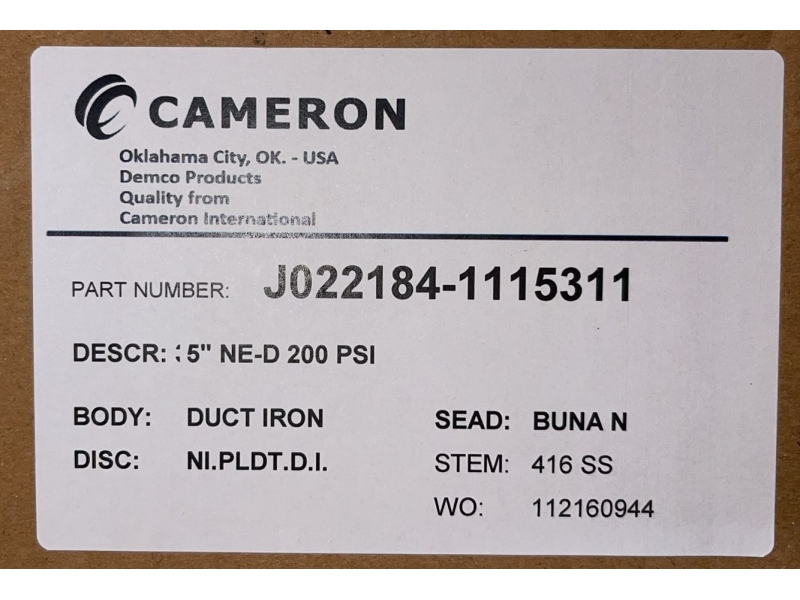 CAMERON
Oklahoma City, OK. - USA
Demco Products
Quality from
Cameron International
PART NUMBER: J022184-1115311
DESCR: 5" NE-D 200 PSI
BODY: DUCT IRON SEAD: BUNA N
DISC: NI.PLDT.D.I. STEM: 416 SS
WO: 112160944